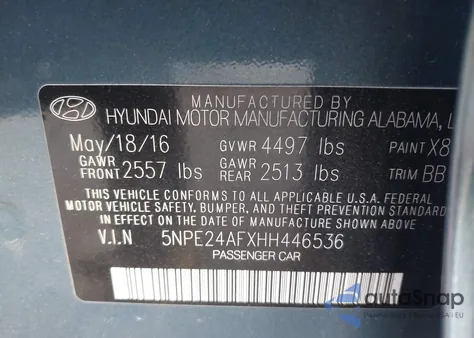 MANUFACTURED BY
HYUNDAI MOTOR MANUFACTURING ALABAMA, L
May/18/16 GVWR 4497 lbs PAINT X8
GAWR FRONT 2557 lbs GAWR REAR 2513 lbs TRIM BB
THIS VEHICLE CONFORMS TO ALL APPLICABLE U.S.A. FEDERAL
MOTOR VEHICLE SAFETY, BUMPER, AND THEFT PREVENTION STANDARDS
IN EFFECT ON THE DATE OF MANUFACTURE SHOWN ABOVE.
V.I.N 5NPE24AFXHH446536
PASSENGER CAR
autoSnap